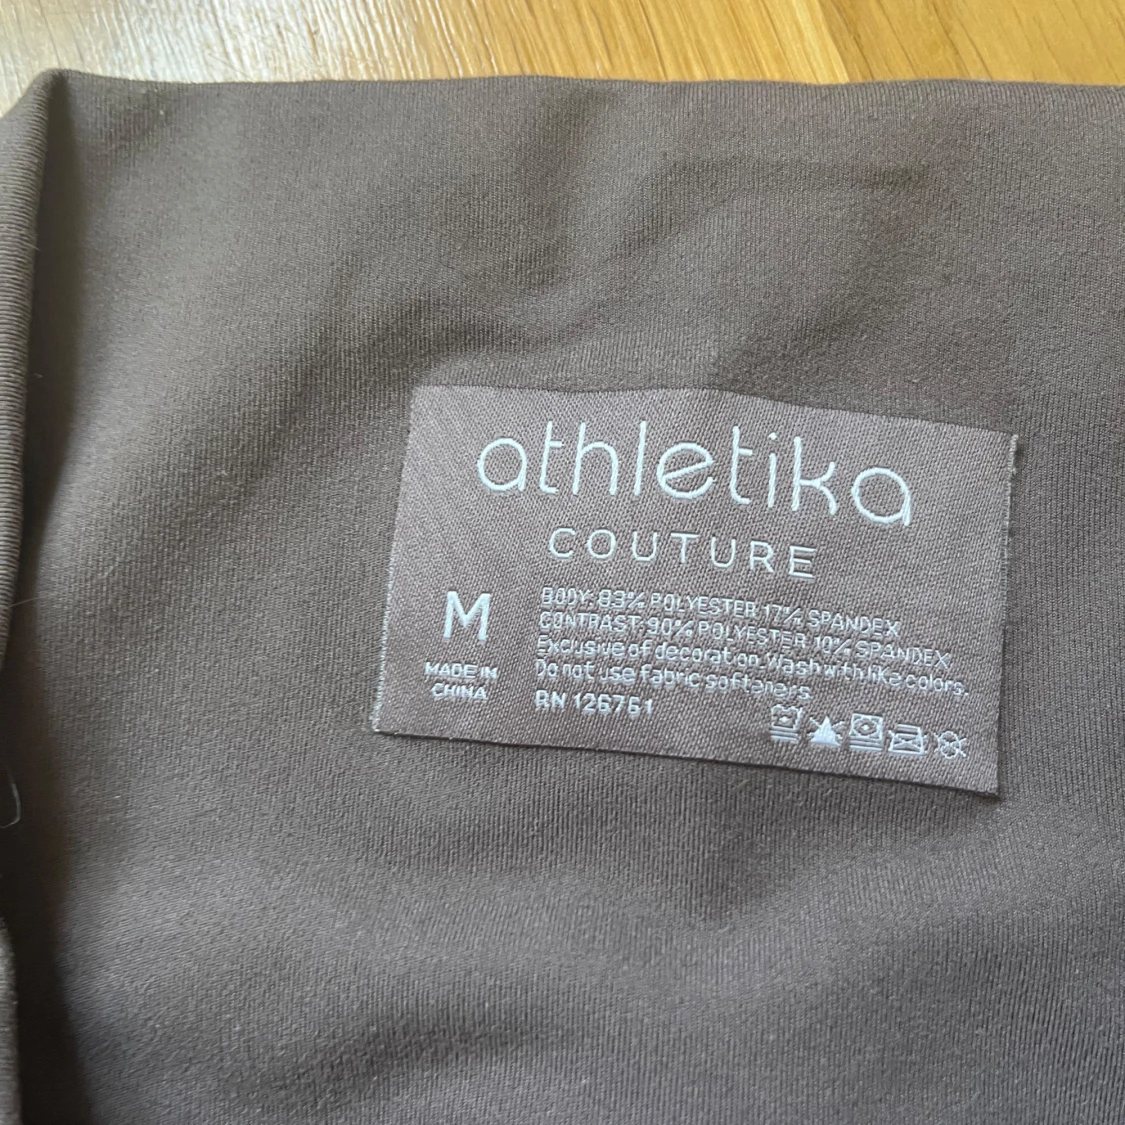 athletika
COUTURE
M
MADE IN
CHINA
BODY: 83% POLYESTER 17% SPANDEX
CONTRAST: 90% POLYESTER 10% SPANDEX,
Exclusive of decoration. Wash with like colors.
Do not use fabric softeners
RN 126761